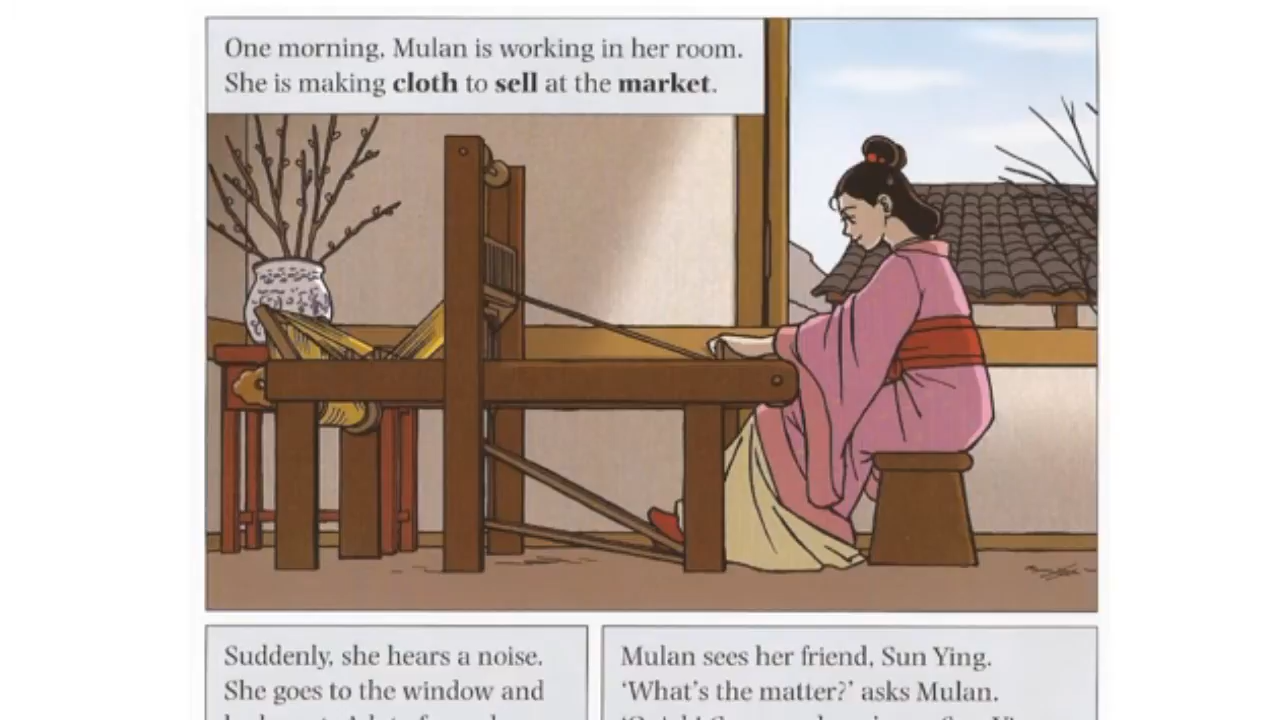 One morning, Mulan is working in her room.
She is making cloth to sell at the market.
Suddenly, she hears a noise.
She goes to the window and
Mulan sees her friend, Sun Ying.
‘What’s the matter?’ asks Mulan.